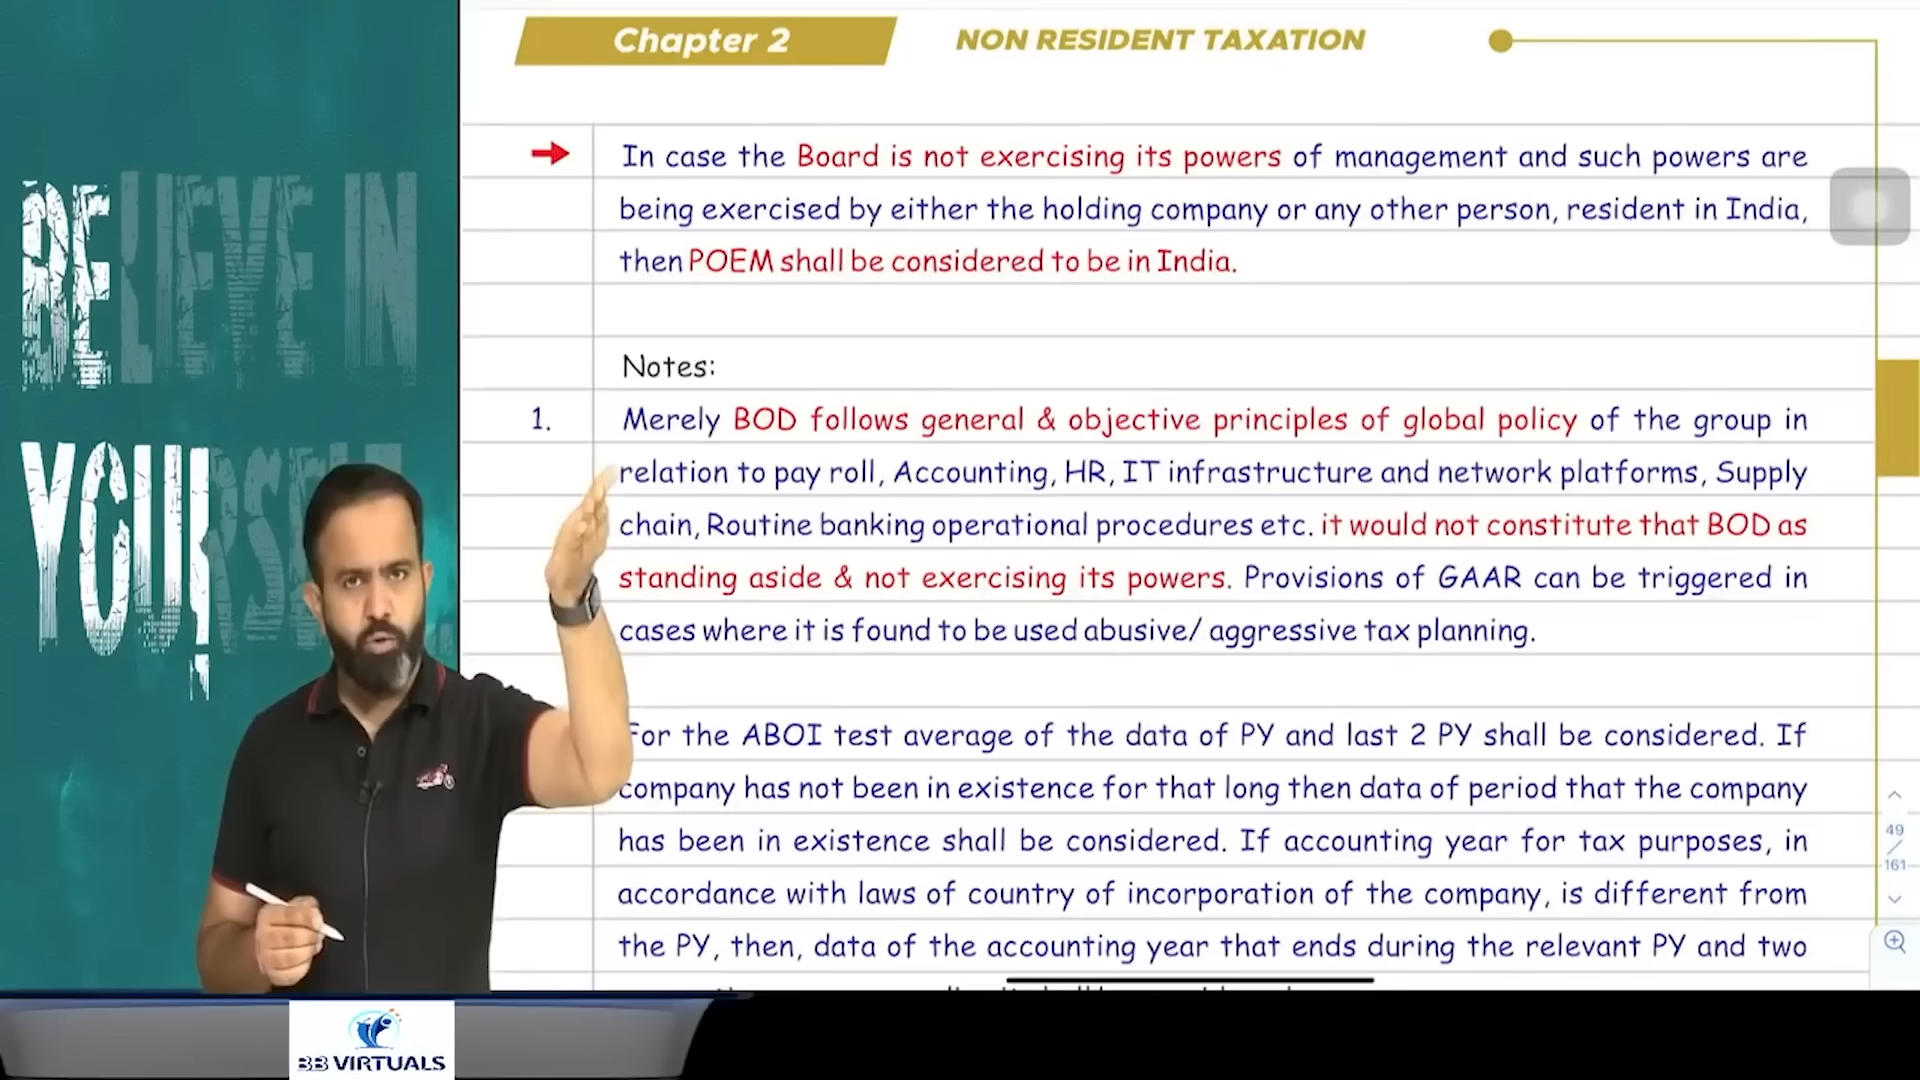 Chapter 2
NON RESIDENT TAXATION
In case the Board is not exercising its powers of management and such powers are
being exercised by either the holding company or any other person, resident in India,
then POEM shall be considered to be in India.
Notes:
1. Merely BOD follows general & objective principles of global policy of the group in
relation to pay roll, Accounting, HR, IT infrastructure and network platforms, Supply
chain, Routine banking operational procedures etc. it would not constitute that BOD as
standing aside & not exercising its powers. Provisions of GAAR can be triggered in
cases where it is found to be used abusive/ aggressive tax planning.
For the ABOI test average of the data of PY and last 2 PY shall be considered. If
company has not been in existence for that long then data of period that the company
has been in existence shall be considered. If accounting year for tax purposes, in
accordance with laws of country of incorporation of the company, is different from
the PY, then, data of the accounting year that ends during the relevant PY and two
49
/
161
BELIEVE IN
BB VIRTUALS